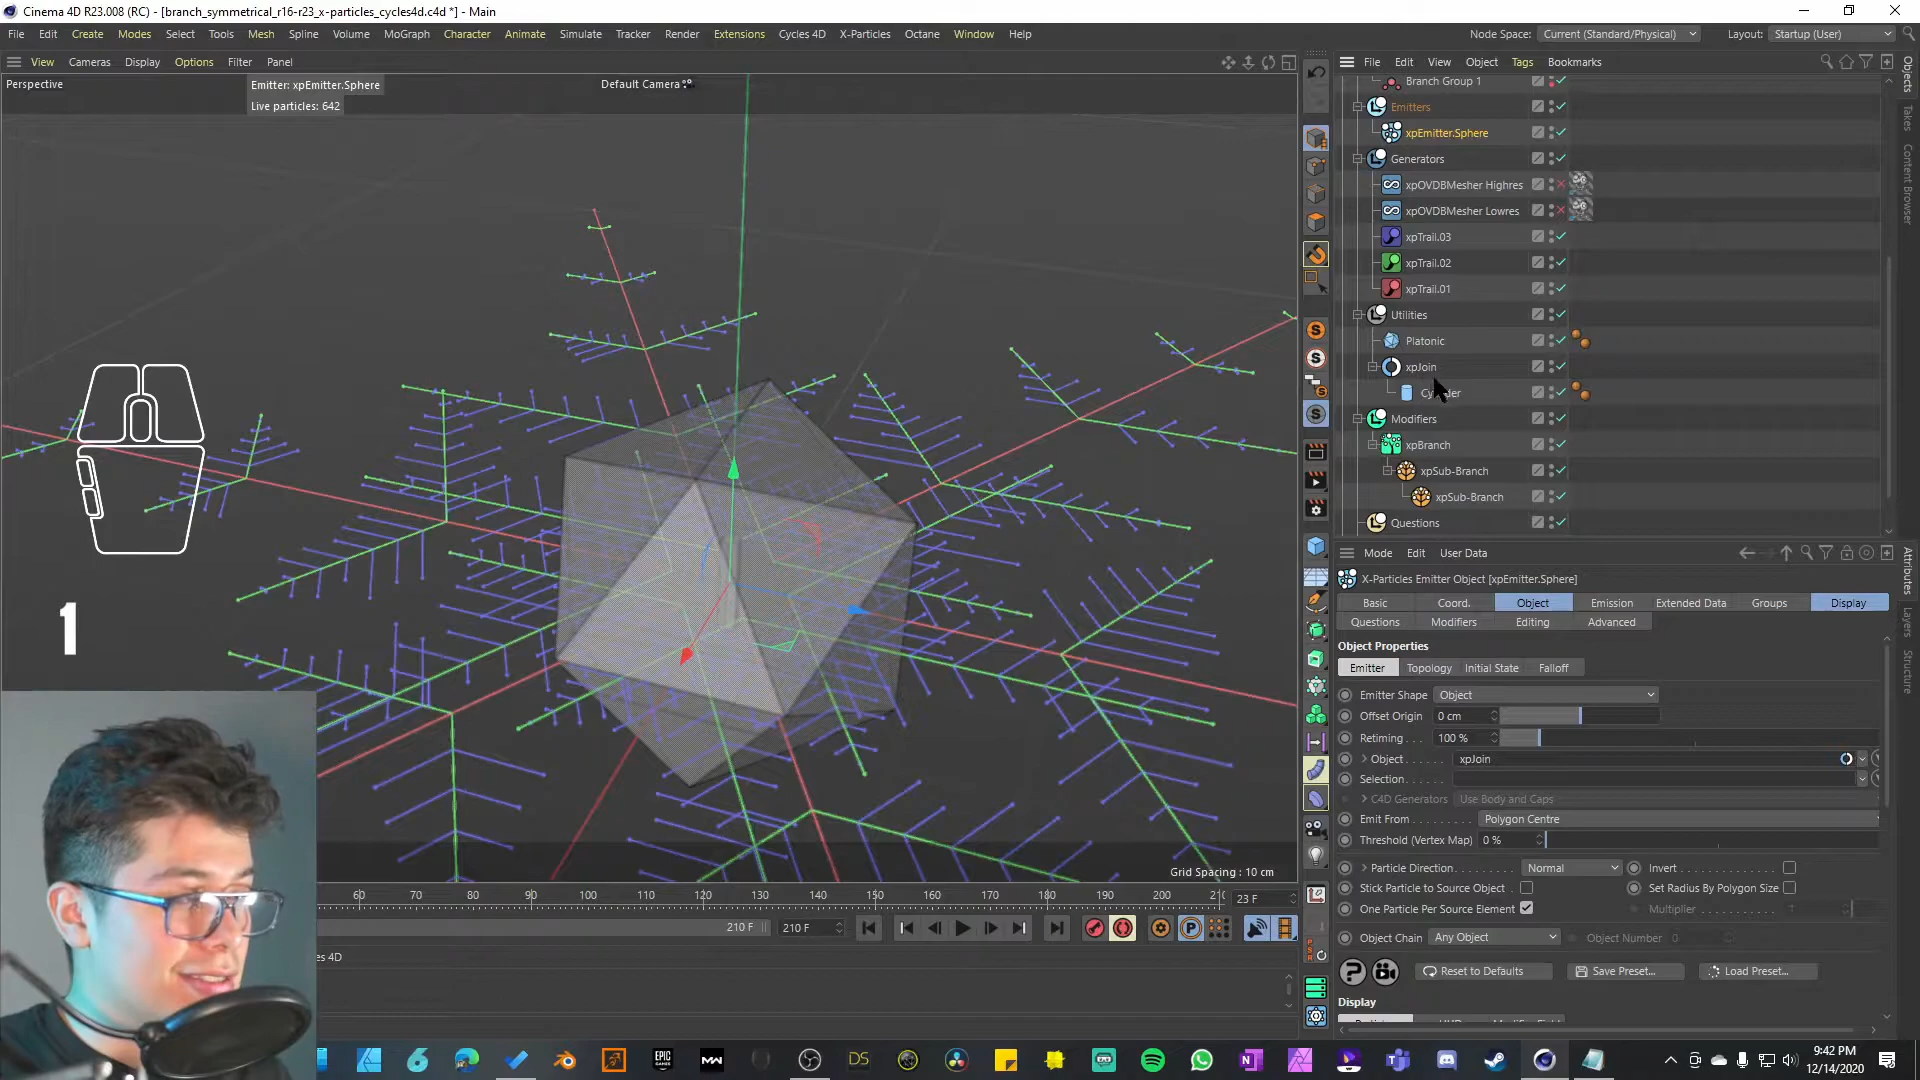 Cinema 4D R23.008 (RC) - [branch_symmetrical_r16-r23_x-particles_cycles4d.c4d *] - Main
File Edit Create Modes Select Tools Mesh Spline Volume MoGraph Character Animate Simulate Tracker Render Extensions Cycles 4D X-Particles Octane Window Help
Node Space: Current (Standard/Physical) Layout: Startup (User)
View Cameras Display Options Filter Panel
File Edit View Object Tags Bookmarks
Perspective
Emitter: xpEmitter.Sphere
Live particles: 642
Default Camera
Branch Group 1
Emitters
xpEmitter.Sphere
Generators
xpOVDBMesher Highres
xpOVDBMesher Lowres
xpTrail.03
xpTrail.02
xpTrail.01
Utilities
Platonic
xpJoin
Modifiers
xpBranch
xpSub-Branch
xpSub-Branch
Questions
Objects
Takes
Content Browser
Mode Edit User Data
Attributes
Layers
Structure
X-Particles Emitter Object [xpEmitter.Sphere]
Basic Coord. Object Emission Extended Data Groups Display
Questions Modifiers Editing Advanced
Object Properties
Emitter Topology Initial State Falloff
Emitter Shape Object
Offset Origin 0 cm
Retiming . . . 100 %
Object . . . . . xpJoin
Selection. . . .
C4D Generators Use Body and Caps
Emit From . . . . . . . . Polygon Centre
Threshold (Vertex Map) 0 %
Particle Direction . . . . Normal Invert . . . . . . . . . . . . . . .
Stick Particle to Source Object Set Radius By Polygon Size
One Particle Per Source Element Multiplier . . . . . . . . .
Object Chain Any Object Object Number 0
Reset to Defaults Save Preset... Load Preset...
Display
1
Grid Spacing : 10 cm
60 70 80 90 100 110 120 130 140 150 160 170 180 190 200 23 F
210 F 210 F
es 4D
9:42 PM
12/14/2020